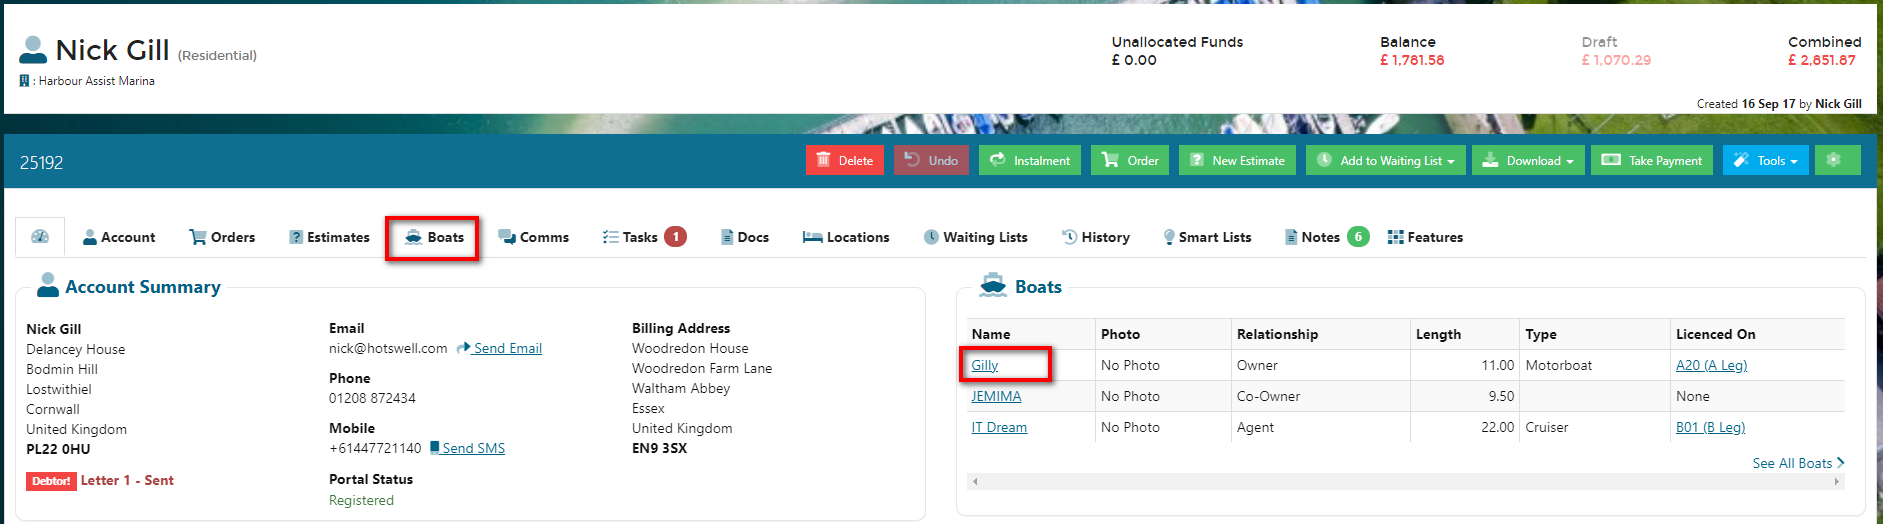 Nick Gill (Residential)
: Harbour Assist Marina
Unallocated Funds
£ 0.00
Balance
£ 1,781.58
Draft
£ 1,070.29
Combined
£ 2,851.87
Created 16 Sep 17 by Nick Gill
25192
Delete
Undo
Instalment
Order
New Estimate
Add to Waiting List
Download
Take Payment
Tools
Account
Orders
Estimates
Boats
Comms
Tasks 1
Docs
Locations
Waiting Lists
History
Smart Lists
Notes 6
Features
Account Summary
Nick Gill
Delancey House
Bodmin Hill
Lostwithiel
Cornwall
United Kingdom
PL22 0HU
Debtor! Letter 1 - Sent
Email
nick@hotswell.com Send Email
Phone
01208 872434
Mobile
+61447721140 Send SMS
Portal Status
Registered
Billing Address
Woodredon House
Woodredon Farm Lane
Waltham Abbey
Essex
United Kingdom
EN9 3SX
Boats
Name Photo Relationship Length Type Licenced On
Gilly No Photo Owner 11.00 Motorboat A20 (A Leg)
JEMIMA No Photo Co-Owner 9.50 None
IT Dream No Photo Agent 22.00 Cruiser B01 (B Leg)
See All Boats